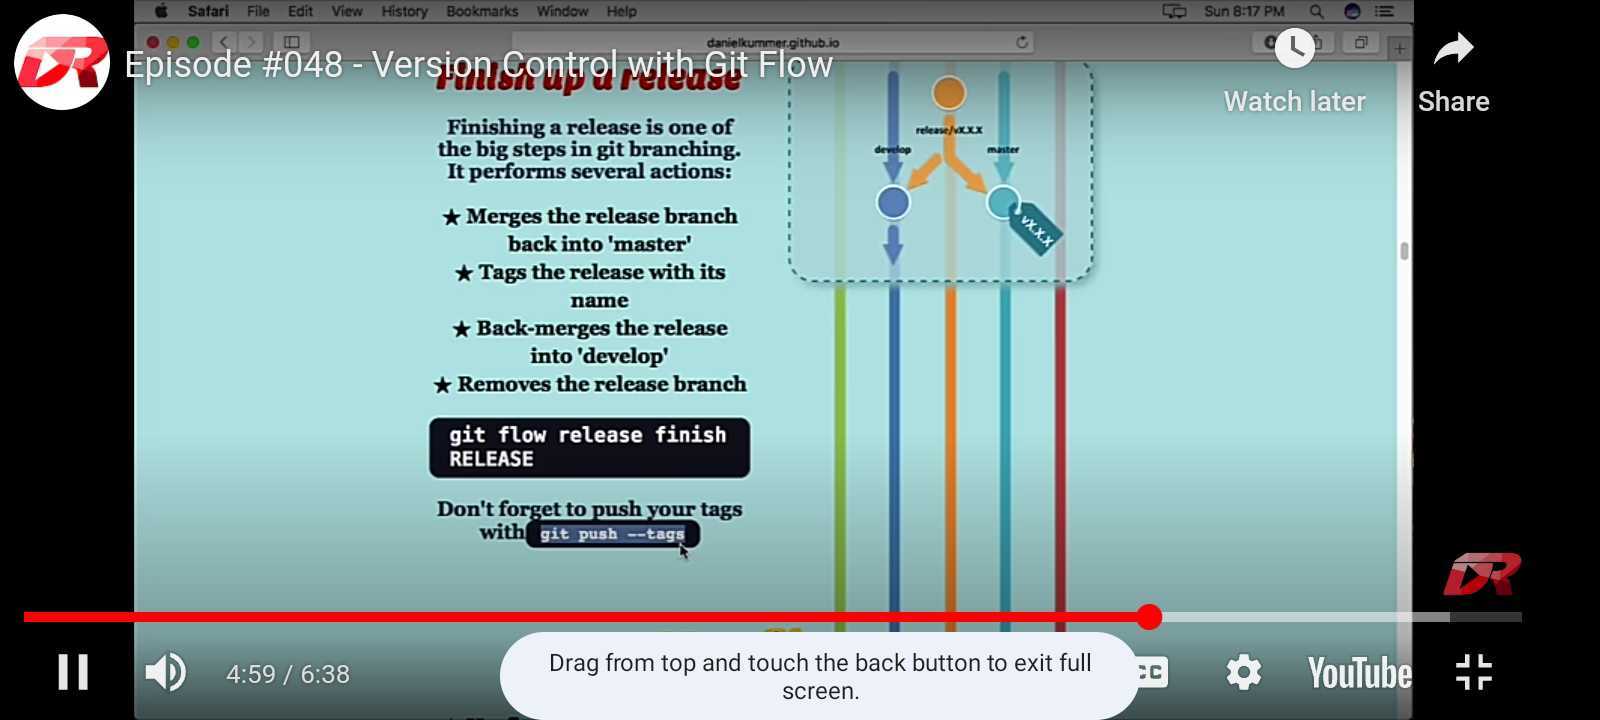 Safari File Edit View History Bookmarks Window Help Sun 8:17 PM
danielkummer.github.io
Episode #048 - Version Control with Git Flow
Watch later
Share
Finish up a release
Finishing a release is one of
the big steps in git branching.
It performs several actions:
★ Merges the release branch
back into 'master'
★ Tags the release with its
name
★ Back-merges the release
into 'develop'
★ Removes the release branch
git flow release finish
RELEASE
Don't forget to push your tags
with git push --tags
release/vX.X.X
develop
master
vX.X.X
DR
DR
4:59 / 6:38
Drag from top and touch the back button to exit full
screen.
CC
YouTube